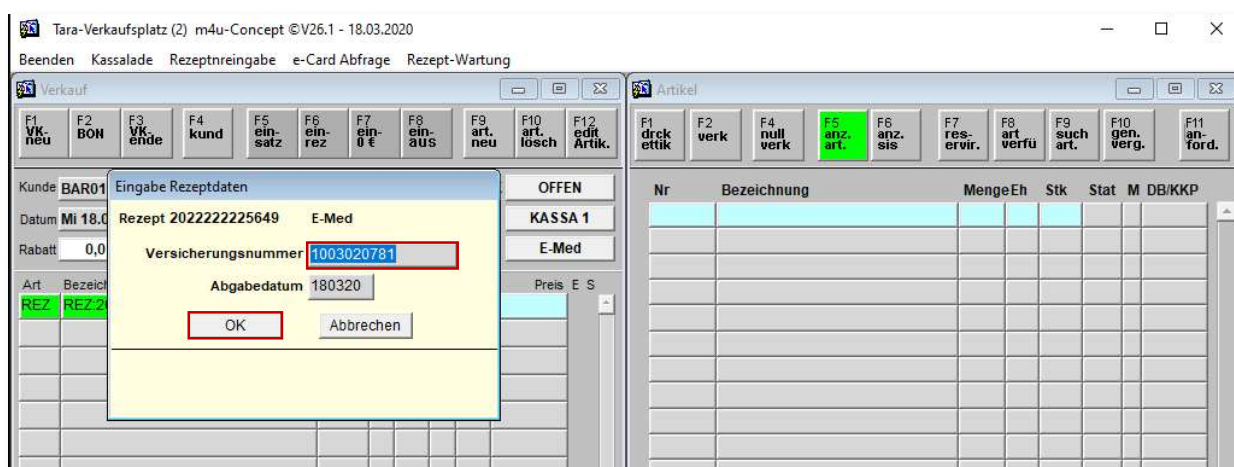 Tara-Verkaufsplatz (2) m4u-Concept ©V26.1 - 18.03.2020
Beenden Kassalade Rezeptnreingabe e-Card Abfrage Rezept-Wartung
Verkauf
F1 VK-neu F2 BON F3 VK-ende F4 kund F5 ein-satz F6 ein-rez F7 ein-0 € F8 ein-aus F9 art. neu F10 art. lösch F12 edit Artik.
Kunde BAR01 OFFEN
Datum Mi 18.0 KASSA 1
Rabatt 0,0 E-Med
Art Bezeich Preis E S
REZ REZ:20
Eingabe Rezeptdaten
Rezept 2022222225649 E-Med
Versicherungsnummer 1003020781
Abgabedatum 180320
OK Abbrechen
Artikel
F1 drck ettik F2 verk F4 null verk F5 anz. art. F6 anz. sis F7 res-ervir. F8 art verfü F9 such art. F10 gen. verg. F11 an-ford.
Nr Bezeichnung Menge Eh Stk Stat M DB/KKP